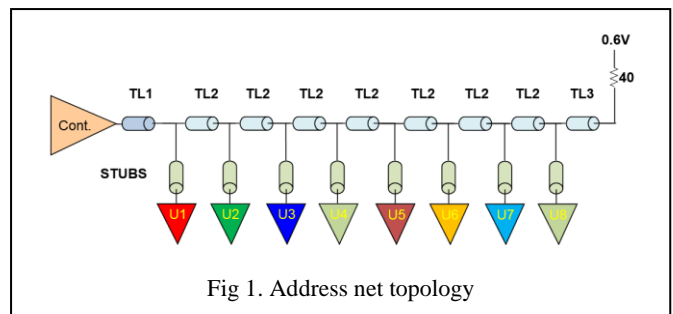 0.6V
40
TL1 TL2 TL2 TL2 TL2 TL2 TL2 TL2 TL3
Cont.
STUBS
U1 U2 U3 U4 U5 U6 U7 U8
Fig 1. Address net topology